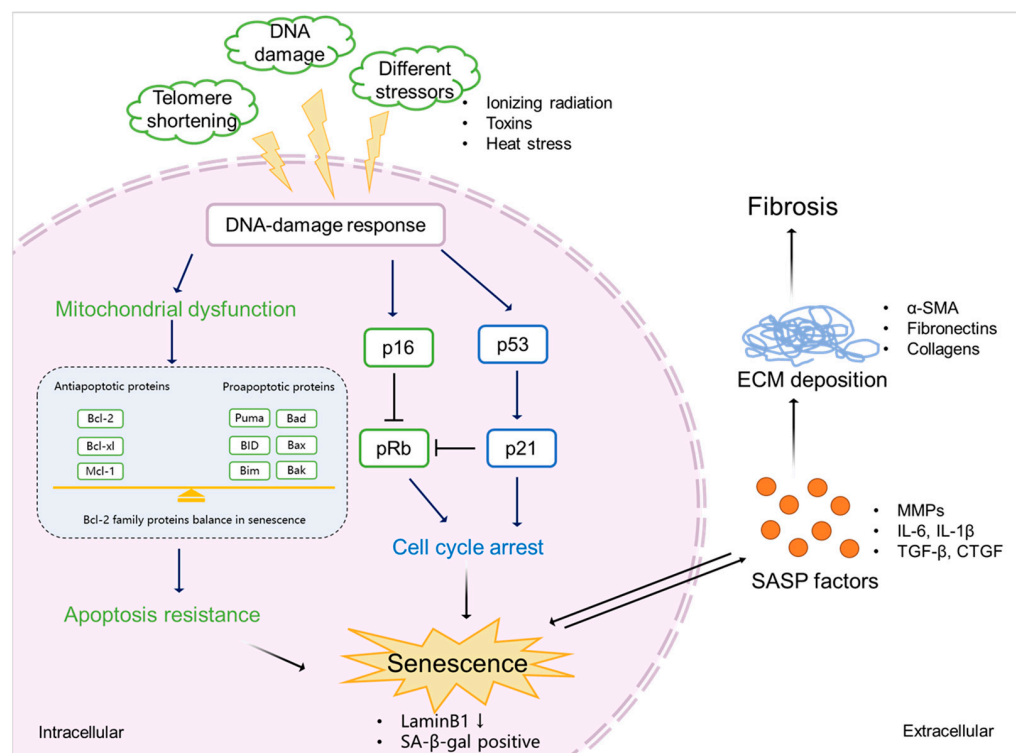 DNA
damage
Different
stressors
Telomere
shortening
• Ionizing radiation
• Toxins
• Heat stress
DNA-damage response
Fibrosis
Mitochondrial dysfunction
p16
p53
• α-SMA
• Fibronectins
• Collagens
ECM deposition
Antiapoptotic proteins
Proapoptotic proteins
Bcl-2
Puma
Bad
Bcl-xl
BID
Bax
Mcl-1
Bim
Bak
Bcl-2 family proteins balance in senescence
pRb
p21
Cell cycle arrest
• MMPs
• IL-6, IL-1β
• TGF-β, CTGF
SASP factors
Apoptosis resistance
Senescence
• LaminB1 ↓
• SA-β-gal positive
Intracellular
Extracellular